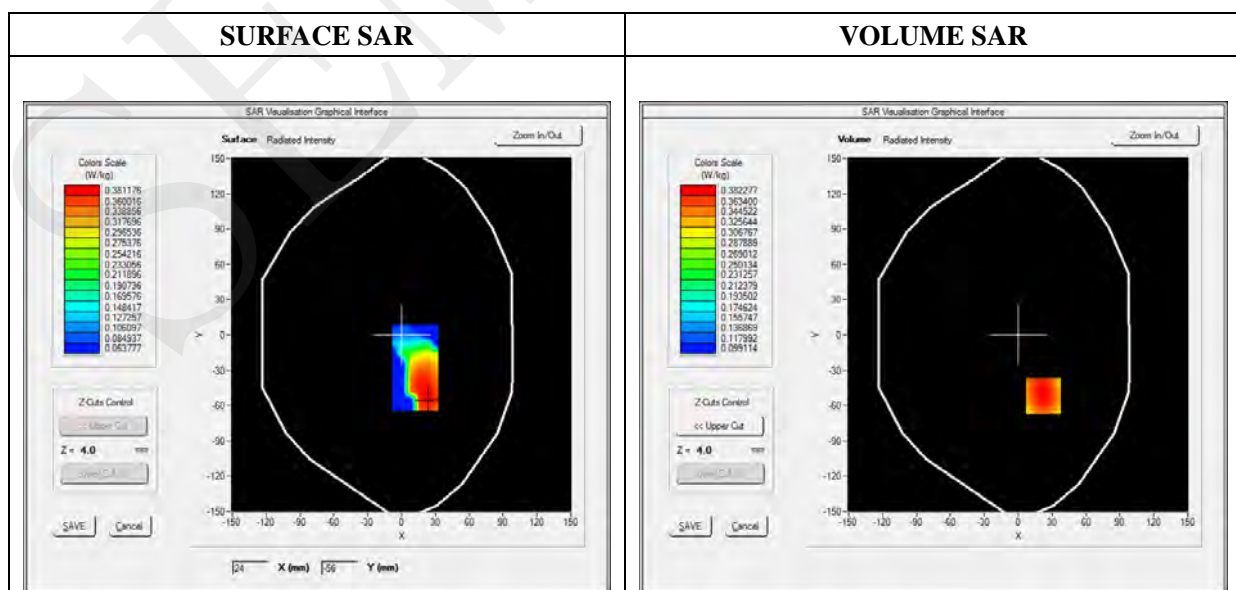 SURFACE SAR
VOLUME SAR
SAR Visualisation Graphical Interface
Surface Radiated Intensity
Zoom In/Out
Colors Scale
(W/kg)
0.381176
0.360016
0.338856
0.317696
0.296536
0.275376
0.254216
0.233056
0.211896
0.190736
0.169576
0.148417
0.127257
0.106097
0.084937
0.063777
Z-Cuts Control
<< Upper Cut
Z = 4.0 mm
SAVE
Cancel
150
120
90
60
30
0
-30
-60
-90
-120
-150
Y
-150 -120 -90 -60 -30 0 30 60 90 120 150
X
24 X (mm) -56 Y (mm)
SAR Visualisation Graphical Interface
Volume Radiated Intensity
Zoom In/Out
Colors Scale
(W/kg)
0.382277
0.363400
0.344522
0.325644
0.306767
0.287889
0.269012
0.250134
0.231257
0.212379
0.193502
0.174624
0.155747
0.136869
0.117992
0.099114
Z-Cuts Control
<< Upper Cut
Z = 4.0 mm
SAVE
Cancel
150
120
90
60
30
0
-30
-60
-90
-120
-150
Y
-150 -120 -90 -60 -30 0 30 60 90 120 150
X